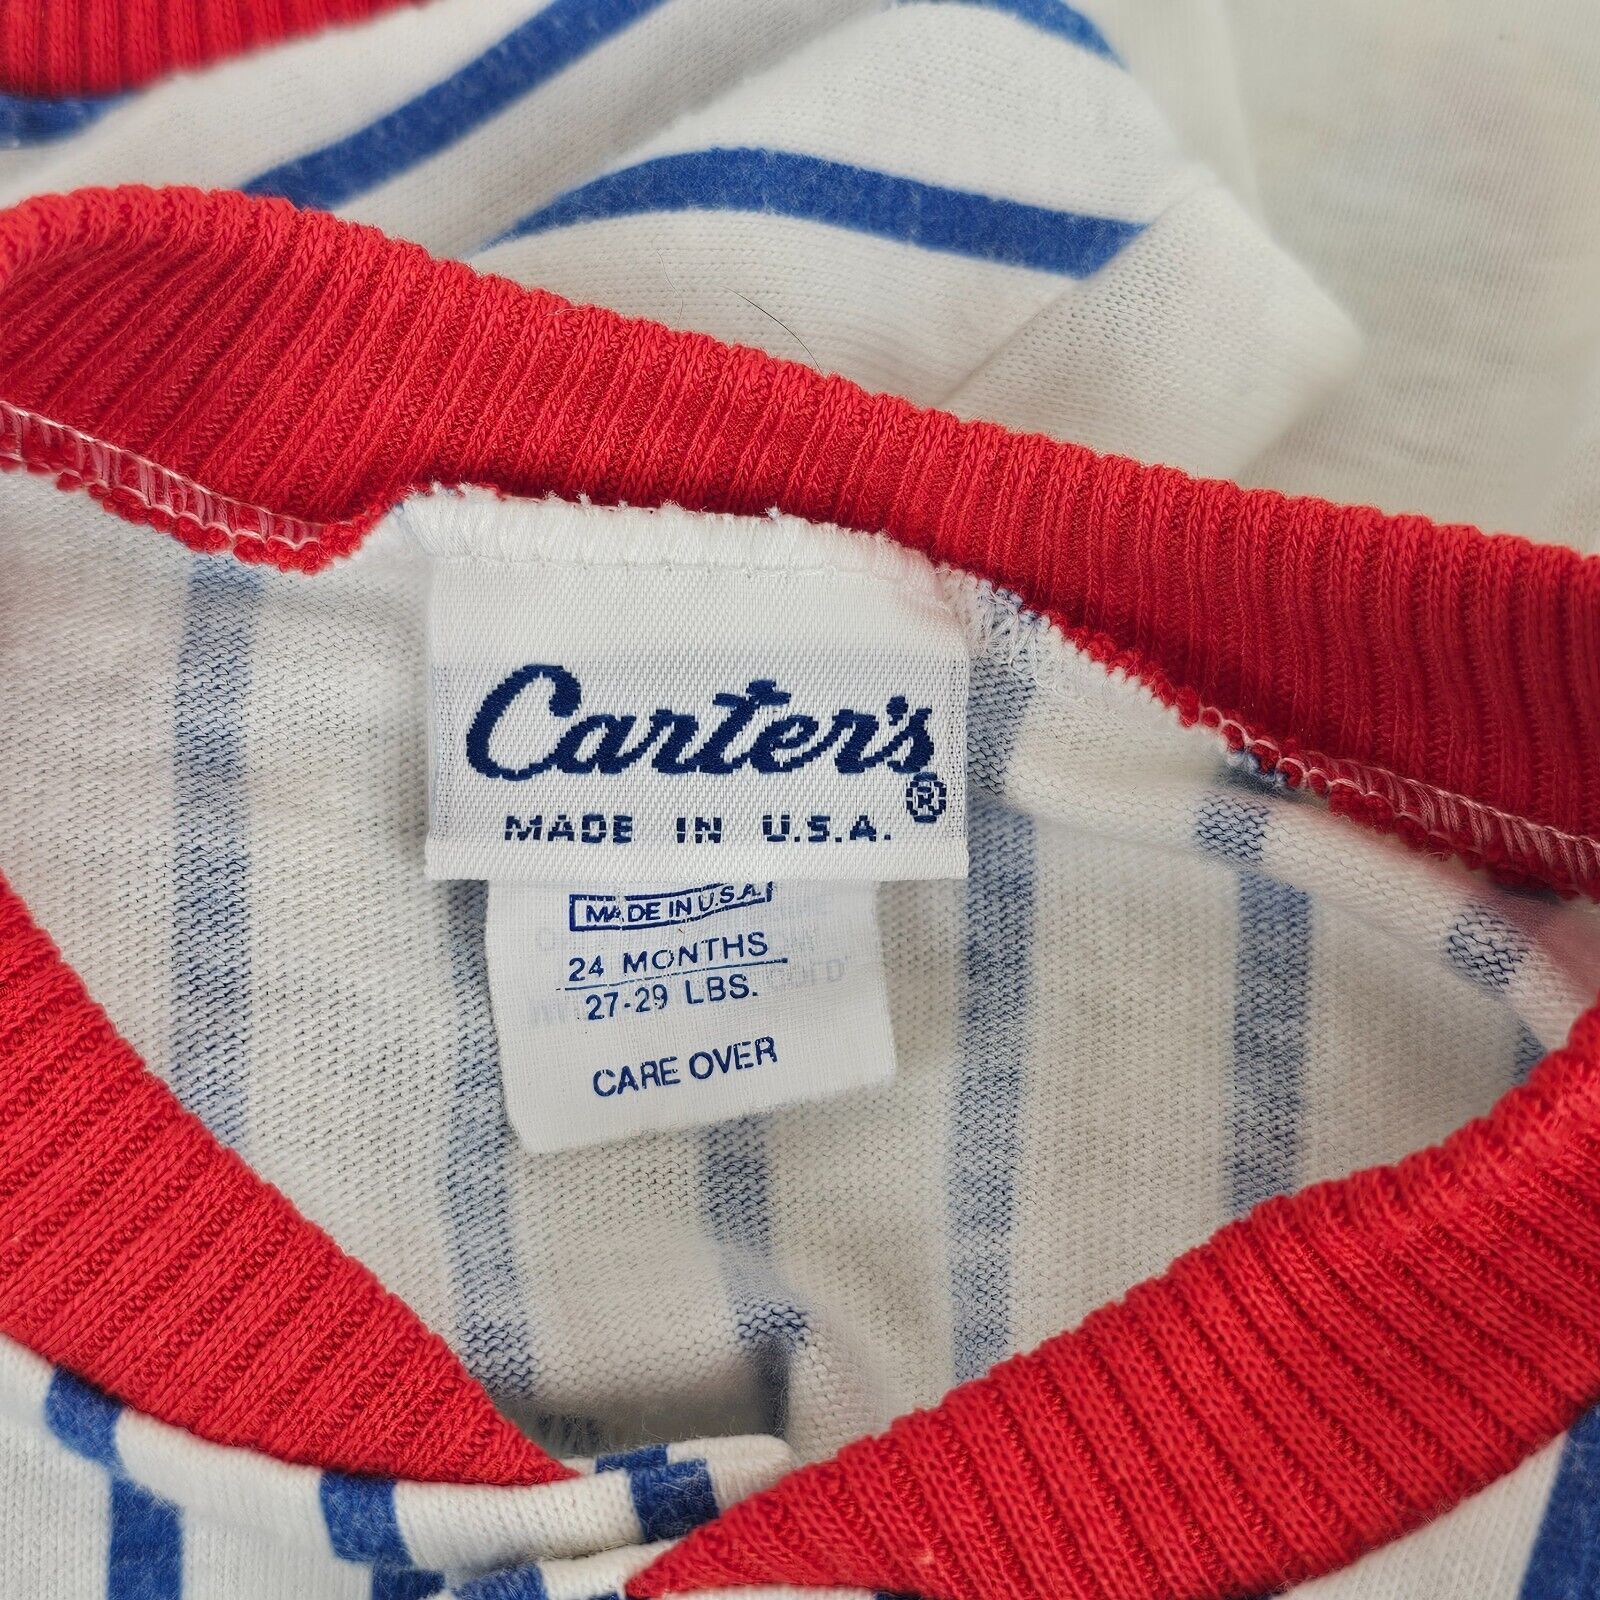 Carter's®
MADE IN U.S.A.
MADE IN U.S.A.
24 MONTHS
27-29 LBS.
CARE OVER